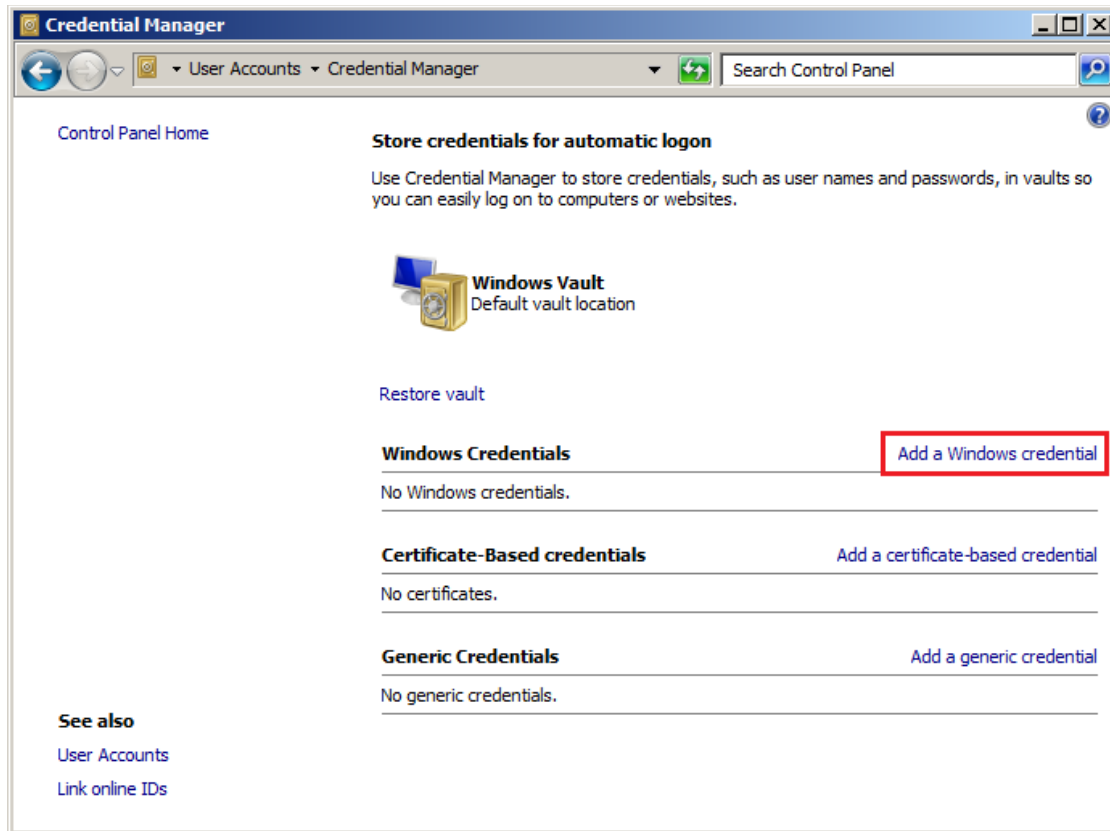 Credential Manager
User Accounts Credential Manager
Search Control Panel
Control Panel Home
Store credentials for automatic logon
Use Credential Manager to store credentials, such as user names and passwords, in vaults so
you can easily log on to computers or websites.
Windows Vault
Default vault location
Restore vault
Windows Credentials
Add a Windows credential
No Windows credentials.
Certificate-Based credentials
Add a certificate-based credential
No certificates.
Generic Credentials
Add a generic credential
No generic credentials.
See also
User Accounts
Link online IDs